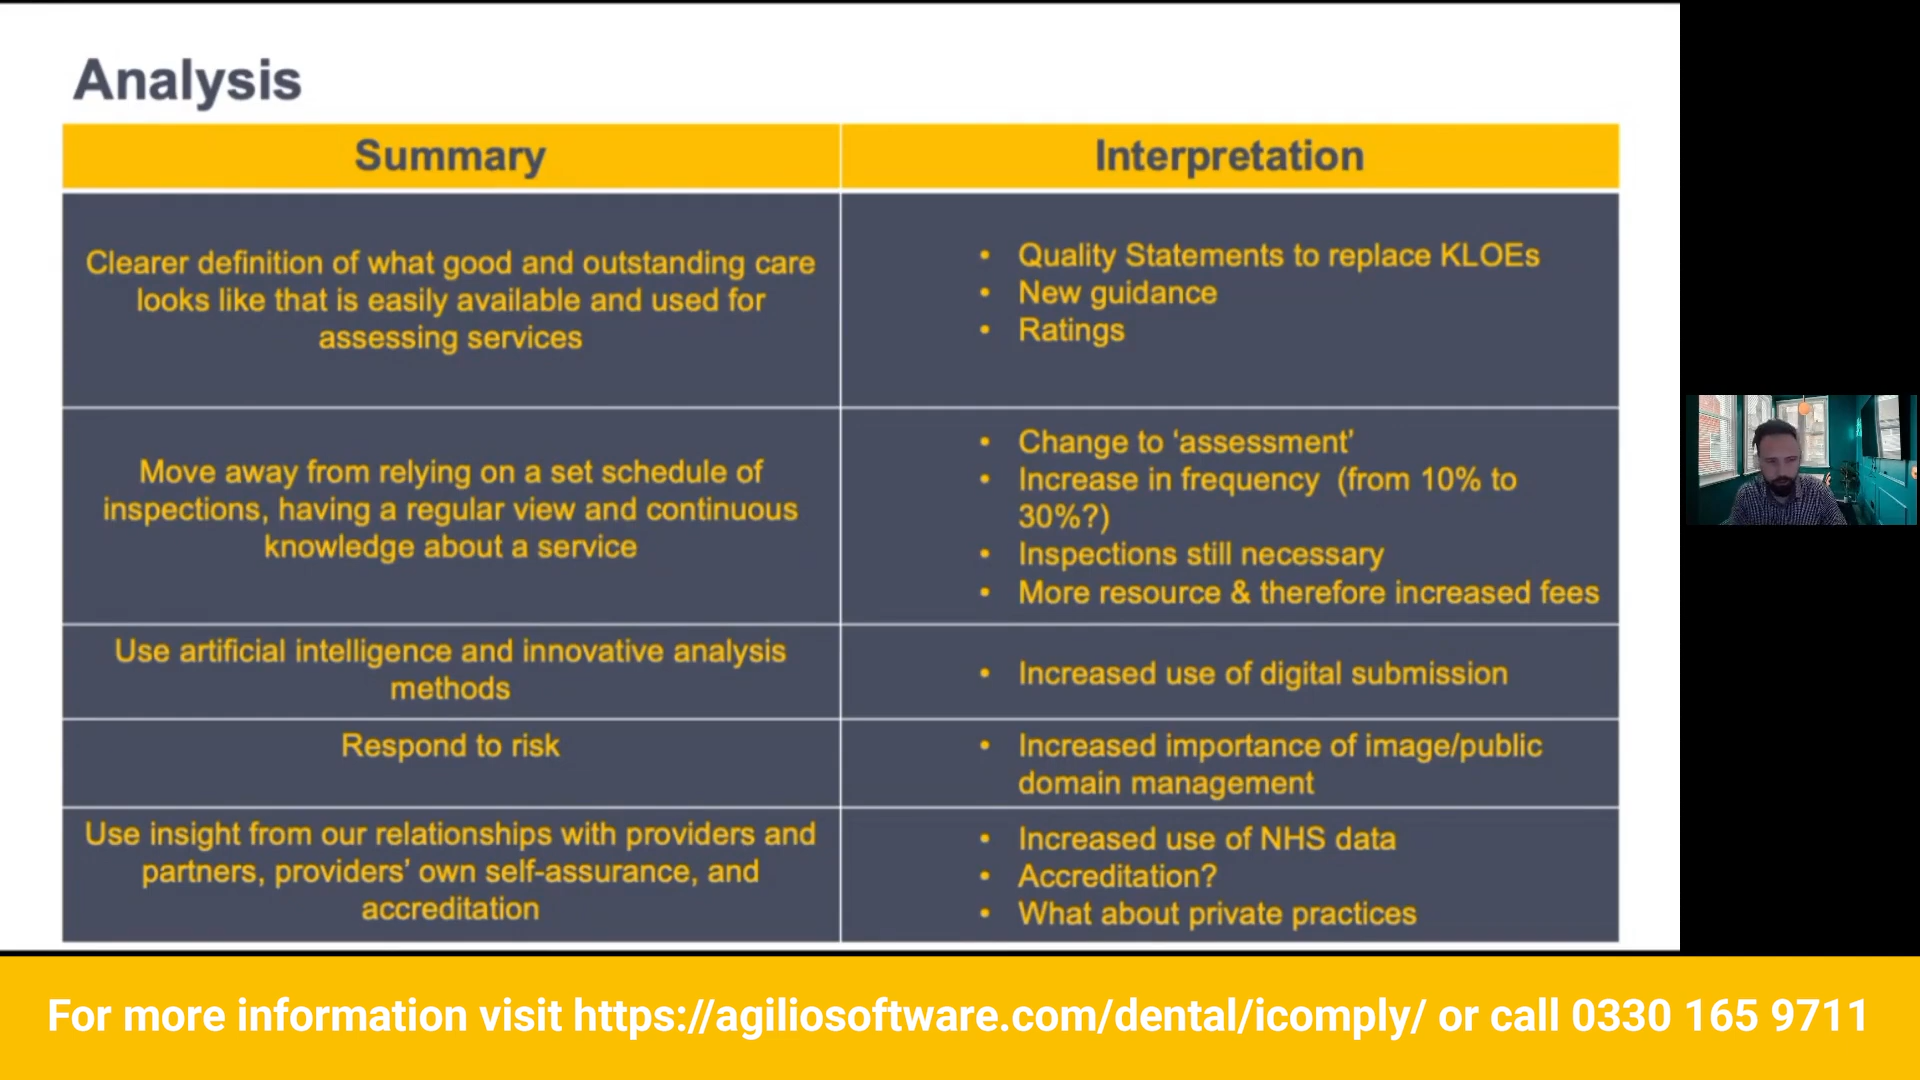 Analysis
Summary
Interpretation
Clearer definition of what good and outstanding care
looks like that is easily available and used for
assessing services
• Quality Statements to replace KLOEs
• New guidance
• Ratings
Move away from relying on a set schedule of
inspections, having a regular view and continuous
knowledge about a service
• Change to ‘assessment’
• Increase in frequency  (from 10% to
30%?)
• Inspections still necessary
• More resource & therefore increased fees
Use artificial intelligence and innovative analysis
methods
• Increased use of digital submission
Respond to risk
• Increased importance of image/public
domain management
Use insight from our relationships with providers and
partners, providers’ own self-assurance, and
accreditation
• Increased use of NHS data
• Accreditation?
• What about private practices
For more information visit https://agiliosoftware.com/dental/icomply/ or call 0330 165 9711